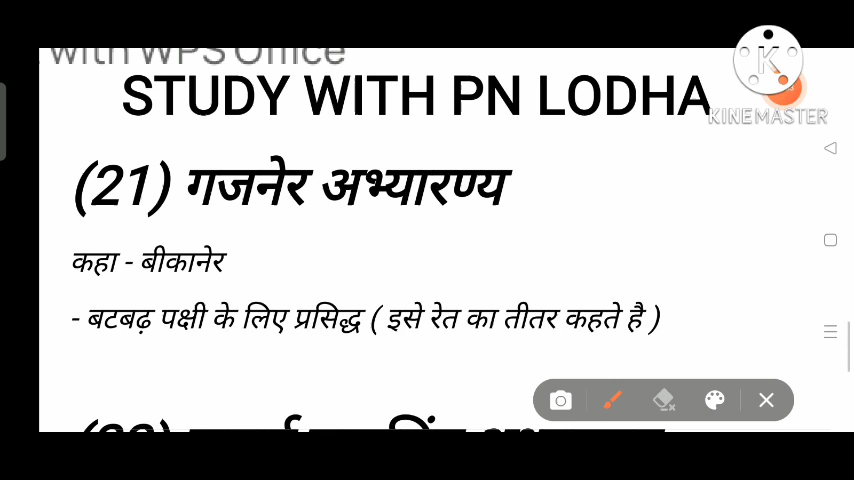 with WPS Office
STUDY WITH PN LODHA
KINEMASTER
(21) गजनेर अभ्यारण्य
कहा - बीकानेर
- बटबढ़ पक्षी के लिए प्रसिद्ध ( इसे रेत का तीतर कहते है )